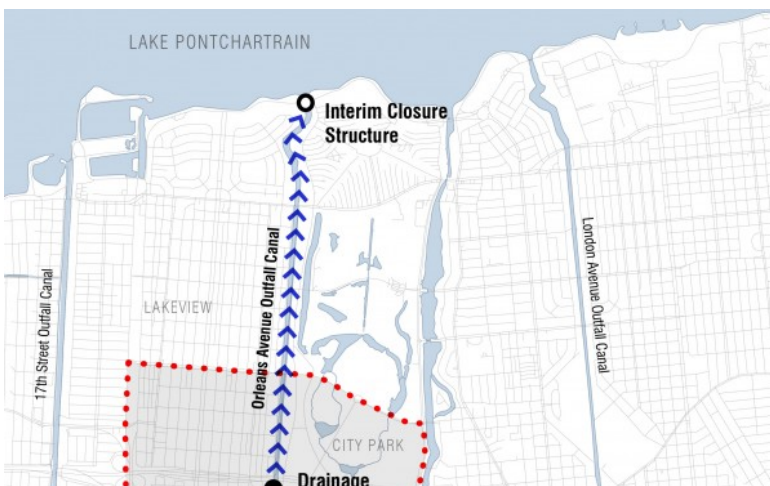 LAKE PONTCHARTRAIN
Interim Closure
Structure
17th Street Outfall Canal
LAKEVIEW
Orleans Avenue Outfall Canal
London Avenue Outfall Canal
CITY PARK
Drainage